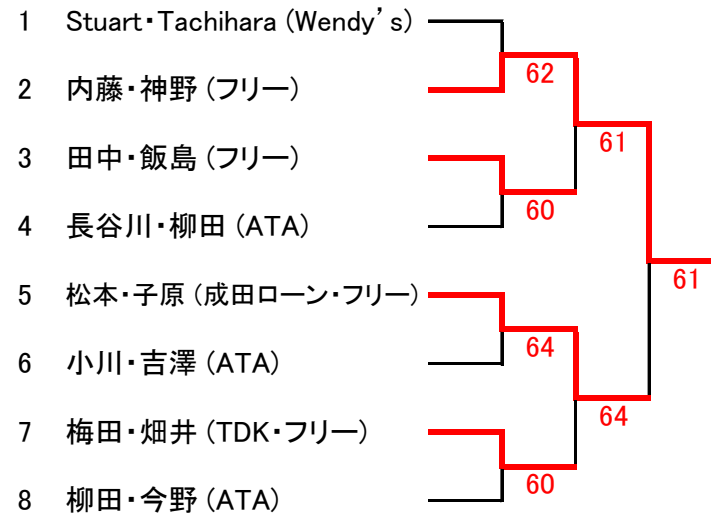 1 Stuart・Tachihara (Wendy's)
2 内藤・神野 (フリー)
62
61
3 田中・飯島 (フリー)
60
4 長谷川・柳田 (ATA)
61
5 松本・子原 (成田ローン・フリー)
64
6 小川・吉澤 (ATA)
64
7 梅田・畑井 (TDK・フリー)
60
8 柳田・今野 (ATA)